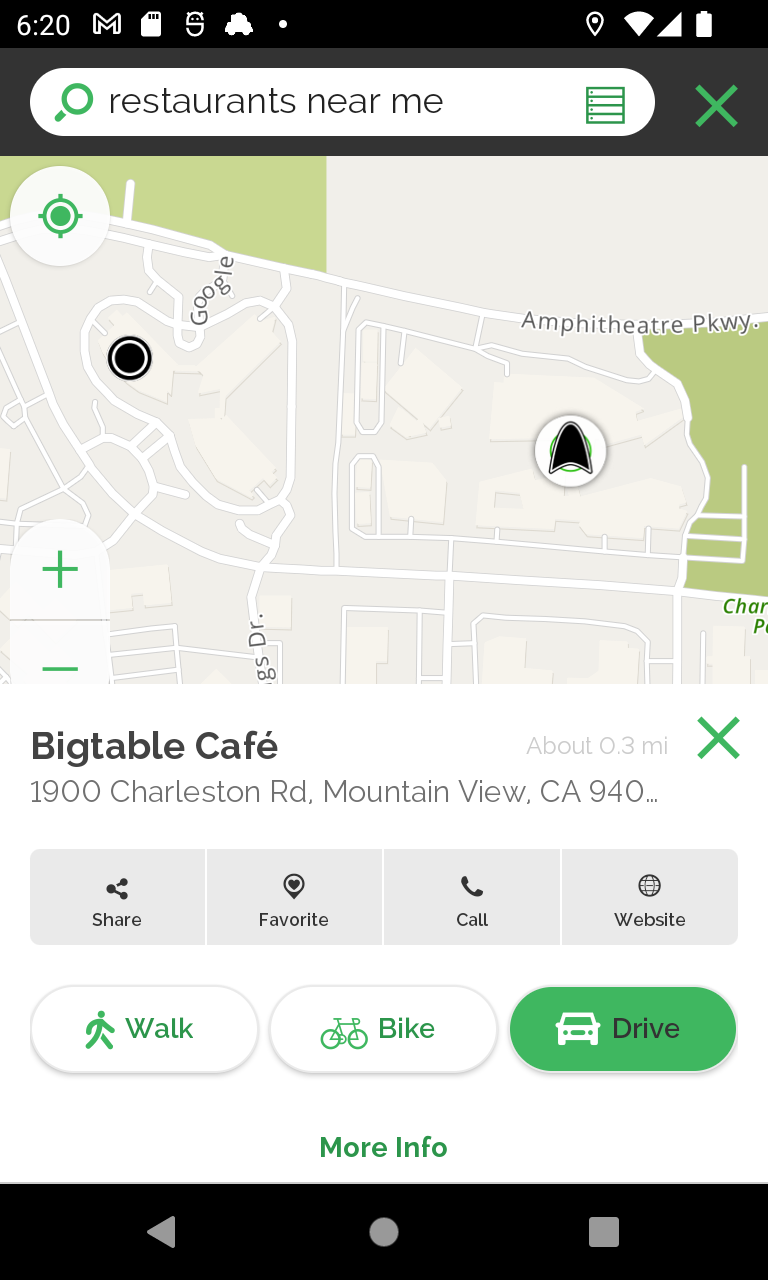 6:20
restaurants near me
Google
Amphitheatre Pkwy.
Char
P
gs Dr.
Bigtable Café
About 0.3 mi
1900 Charleston Rd, Mountain View, CA 940...
Share
Favorite
Call
Website
Walk
Bike
Drive
More Info